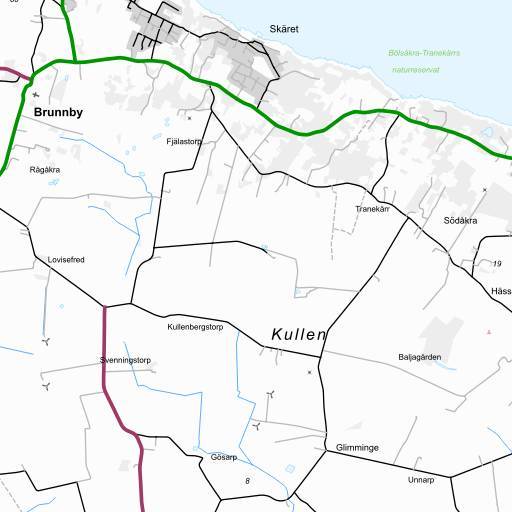 Skäret
Bölsåkra-Tranekärrs
naturreservat
Brunnby
Fjälastorp
Rågåkra
Tranekärr
Södåkra
Lovisefred
19
Häss
Kullenbergstorp
Kullen
Svenningstorp
Baljagården
Glimminge
Gösarp
8
Unnarp